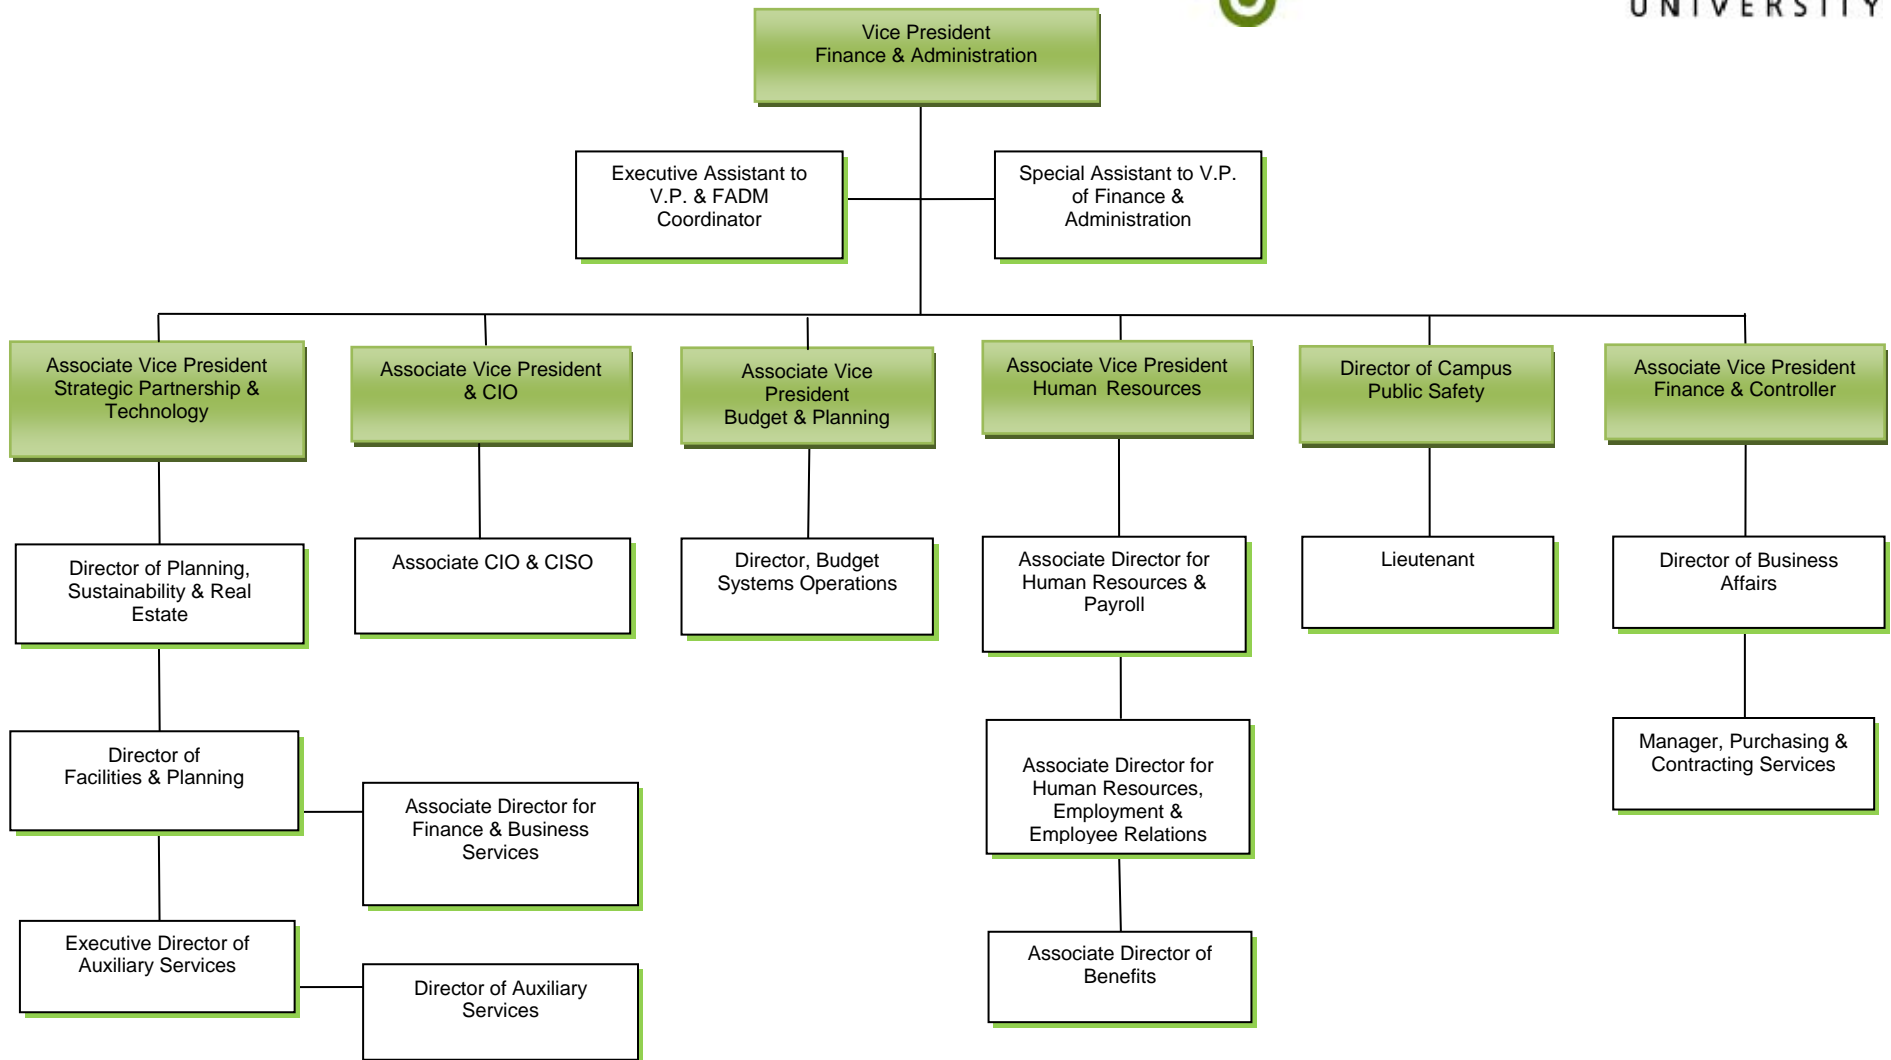 UNIVERSITY
Vice President
Finance & Administration
Executive Assistant to
V.P. & FADM
Coordinator
Special Assistant to V.P.
of Finance &
Administration
Associate Vice President
Strategic Partnership &
Technology
Associate Vice President
& CIO
Associate Vice
President
Budget & Planning
Associate Vice President
Human Resources
Director of Campus
Public Safety
Associate Vice President
Finance & Controller
Director of Planning,
Sustainability & Real
Estate
Associate CIO & CISO
Director, Budget
Systems Operations
Associate Director for
Human Resources &
Payroll
Lieutenant
Director of Business
Affairs
Director of
Facilities & Planning
Associate Director for
Finance & Business
Services
Associate Director for
Human Resources,
Employment &
Employee Relations
Manager, Purchasing &
Contracting Services
Executive Director of
Auxiliary Services
Director of Auxiliary
Services
Associate Director of
Benefits